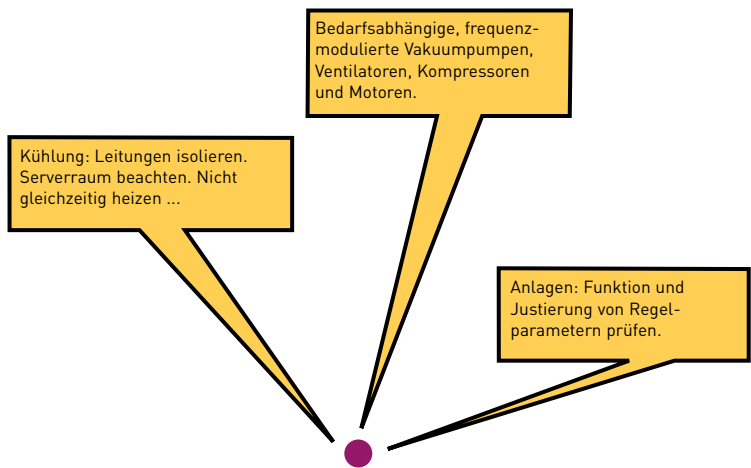 Bedarfsabhängige, frequenz-
modulierte Vakuumpumpen,
Ventilatoren, Kompressoren
und Motoren.
Kühlung: Leitungen isolieren.
Serverraum beachten. Nicht
gleichzeitig heizen ...
Anlagen: Funktion und
Justierung von Regel-
parametern prüfen.